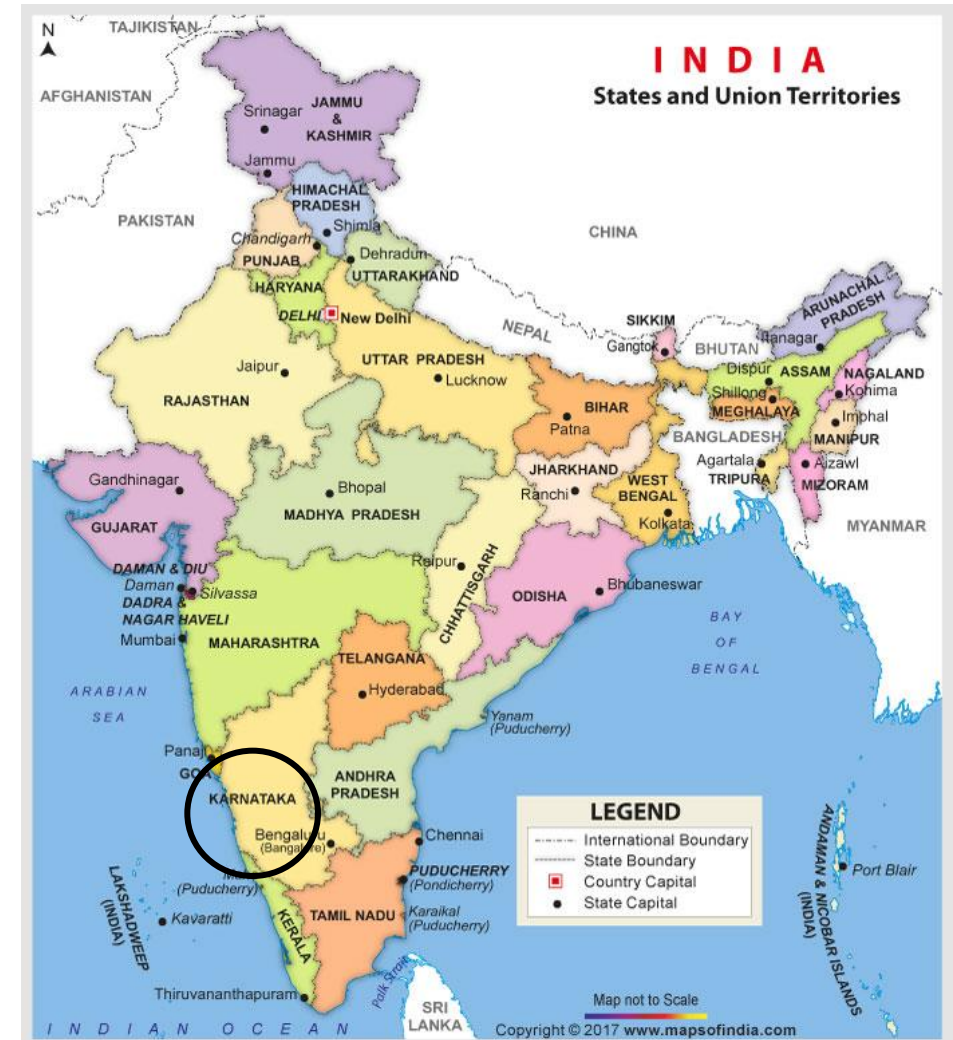 N
TAJIKISTAN
AFGHANISTAN
I N D I A
States and Union Territories
JAMMU
&
KASHMIR
Srinagar
Jammu
HIMACHAL
PRADESH
Shimla
PAKISTAN
CHINA
Chandigarh
PUNJAB
Dehradun
UTTARAKHAND
HARYANA
DELHI
New Delhi
NEPAL
SIKKIM
Gangtok
BHUTAN
ARUNACHAL
PRADESH
Itanagar
Dispur
ASSAM
NAGALAND
Shillong
Kohima
MEGHALAYA
Imphal
MANIPUR
BANGLADESH
Agartala
TRIPURA
Aizawl
MIZORAM
MYANMAR
Jaipur
RAJASTHAN
UTTAR PRADESH
Lucknow
BIHAR
Patna
JHARKHAND
Ranchi
WEST
BENGAL
Kolkata
Gandhinagar
GUJARAT
Bhopal
MADHYA PRADESH
Raipur
CHHATTISGARH
ODISHA
Bhubaneswar
DAMAN & DIU
Daman
Silvassa
DADRA &
NAGAR HAVELI
Mumbai
MAHARASHTRA
TELANGANA
Hyderabad
BAY
OF
BENGAL
ARABIAN
SEA
Yanam
(Puducherry)
Panaji
GOA
KARNATAKA
ANDHRA
PRADESH
Bengaluru
(Bangalore)
Chennai
(Puducherry)
PUDUCHERRY
(Pondicherry)
LAKSHADWEEP
(INDIA)
Kavaratti
KERALA
TAMIL NADU
Karaikal
(Puducherry)
Thiruvananthapuram
Palk Strait
SRI
LANKA
I N D I A N O C E A N
LEGEND
International Boundary
State Boundary
Country Capital
State Capital
ANDAMAN & NICOBAR ISLANDS
(INDIA)
Port Blair
Map not to Scale
Copyright © 2017 www.mapsofindia.com